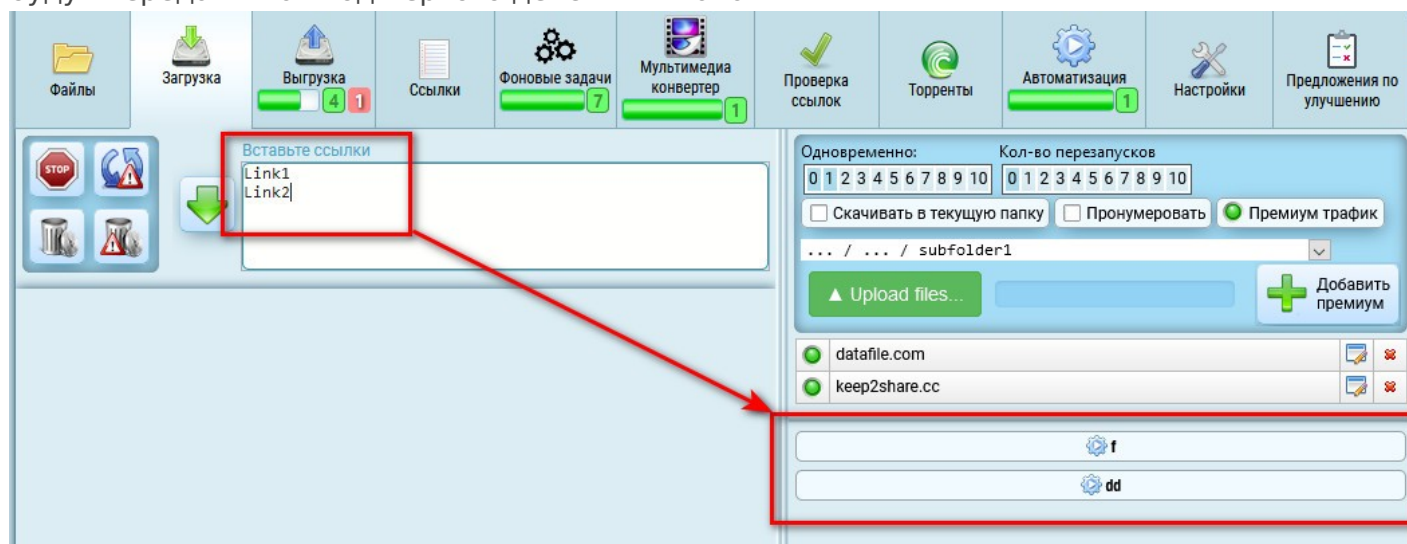 Файлы
Загрузка
Выгрузка
4 1
Ссылки
Фоновые задачи
7
Мультимедиа
конвертер
1
Проверка
ссылок
Торренты
Автоматизация
1
Настройки
Предложения по
улучшению
STOP
Вставьте ссылки
Link1
Link2
Одновременно:
0 1 2 3 4 5 6 7 8 9 10
Кол-во перезапусков
0 1 2 3 4 5 6 7 8 9 10
Скачивать в текущую папку
Пронумеровать
Премиум трафик
... / ... / subfolder1
▲ Upload files...
Добавить
премиум
datafile.com
keep2share.cc
f
dd